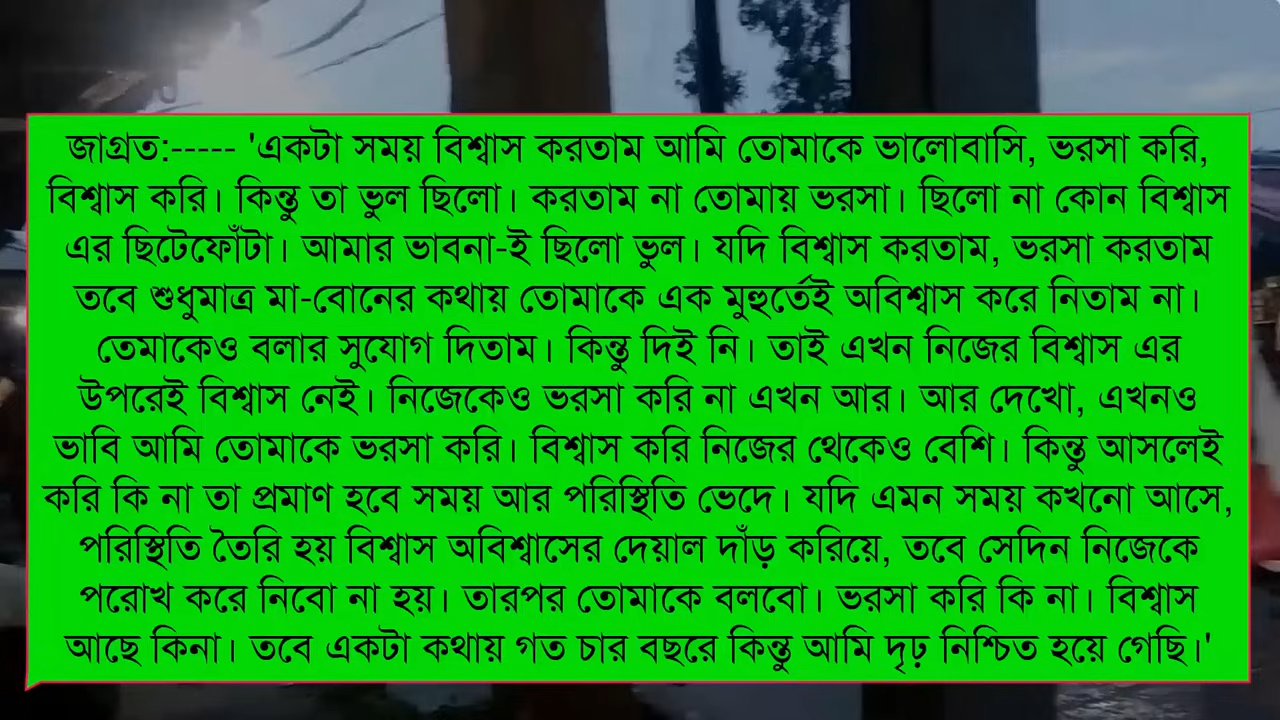 জাগ্রত:----- 'একটা সময় বিশ্বাস করতাম আমি তোমাকে ভালোবাসি, ভরসা করি,
বিশ্বাস করি। কিন্তু তা ভুল ছিলো। করতাম না তোমায় ভরসা। ছিলো না কোন বিশ্বাস
এর ছিটেফোঁটা। আমার ভাবনা-ই ছিলো ভুল। যদি বিশ্বাস করতাম, ভরসা করতাম
তবে শুধুমাত্র মা-বোনের কথায় তোমাকে এক মুহুর্তেই অবিশ্বাস করে নিতাম না।
তেমাকেও বলার সুযোগ দিতাম। কিন্তু দিই নি। তাই এখন নিজের বিশ্বাস এর
উপরেই বিশ্বাস নেই। নিজেকেও ভরসা করি না এখন আর। আর দেখো, এখনও
ভাবি আমি তোমাকে ভরসা করি। বিশ্বাস করি নিজের থেকেও বেশি। কিন্তু আসলেই
করি কি না তা প্রমাণ হবে সময় আর পরিস্থিতি ভেদে। যদি এমন সময় কখনো আসে,
পরিস্থিতি তৈরি হয় বিশ্বাস অবিশ্বাসের দেয়াল দাঁড় করিয়ে, তবে সেদিন নিজেকে
পরোখ করে নিবো না হয়। তারপর তোমাকে বলবো। ভরসা করি কি না। বিশ্বাস
আছে কিনা। তবে একটা কথায় গত চার বছরে কিন্তু আমি দৃঢ় নিশ্চিত হয়ে গেছি।'